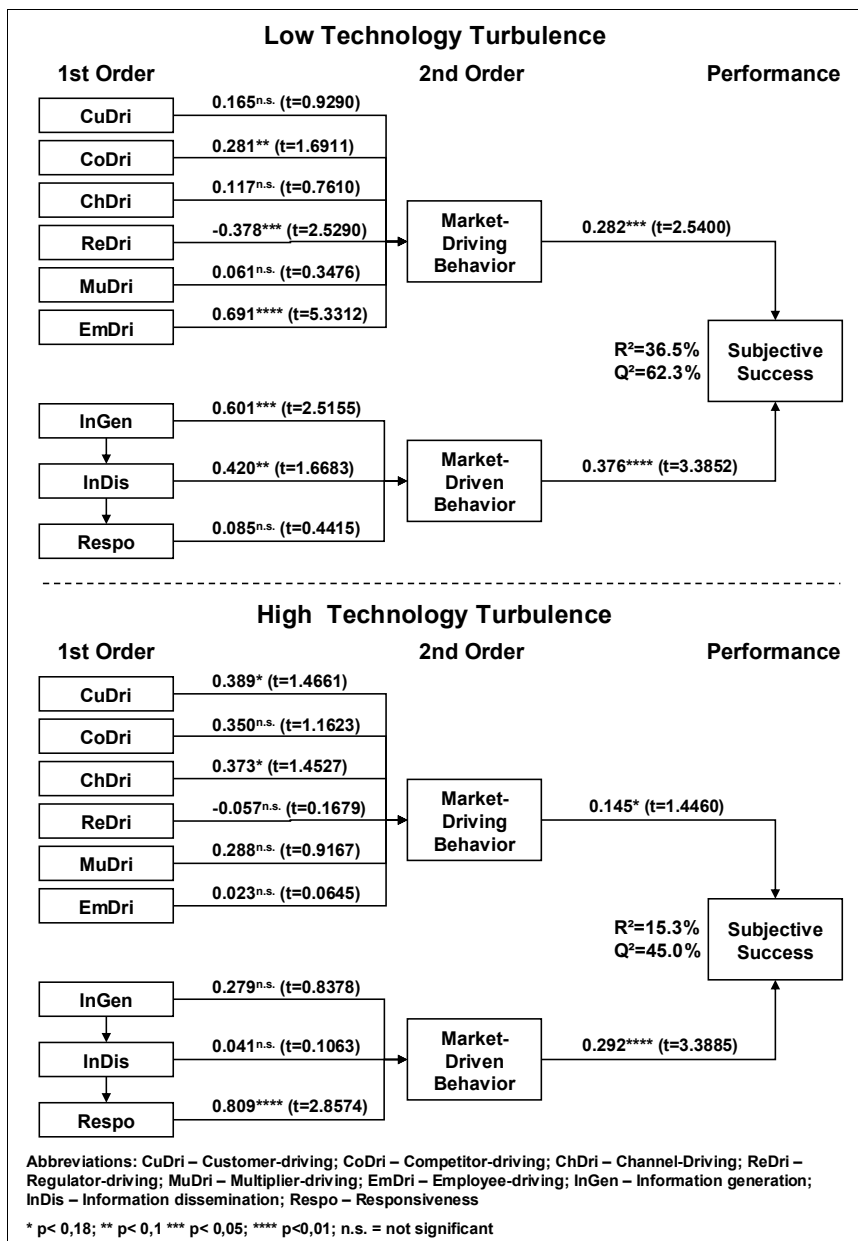 Low Technology Turbulence
1st Order 2nd Order Performance
CuDri 0.165n.s. (t=0.9290)
CoDri 0.281** (t=1.6911)
ChDri 0.117n.s. (t=0.7610)
ReDri -0.378*** (t=2.5290)
MuDri 0.061n.s. (t=0.3476)
EmDri 0.691**** (t=5.3312)
Market-
Driving
Behavior
0.282*** (t=2.5400)
R²=36.5%
Q²=62.3%
Subjective
Success
InGen 0.601*** (t=2.5155)
InDis 0.420** (t=1.6683)
Respo 0.085n.s. (t=0.4415)
Market-
Driven
Behavior
0.376**** (t=3.3852)
High Technology Turbulence
1st Order 2nd Order Performance
CuDri 0.389* (t=1.4661)
CoDri 0.350n.s. (t=1.1623)
ChDri 0.373* (t=1.4527)
ReDri -0.057n.s. (t=0.1679)
MuDri 0.288n.s. (t=0.9167)
EmDri 0.023n.s. (t=0.0645)
Market-
Driving
Behavior
0.145* (t=1.4460)
R²=15.3%
Q²=45.0%
Subjective
Success
InGen 0.279n.s. (t=0.8378)
InDis 0.041n.s. (t=0.1063)
Respo 0.809**** (t=2.8574)
Market-
Driven
Behavior
0.292**** (t=3.3885)
Abbreviations: CuDri – Customer-driving; CoDri – Competitor-driving; ChDri – Channel-Driving; ReDri –
Regulator-driving; MuDri – Multiplier-driving; EmDri – Employee-driving; InGen – Information generation;
InDis – Information dissemination; Respo – Responsiveness
* p< 0,18; ** p< 0,1 *** p< 0,05; **** p<0,01; n.s. = not significant